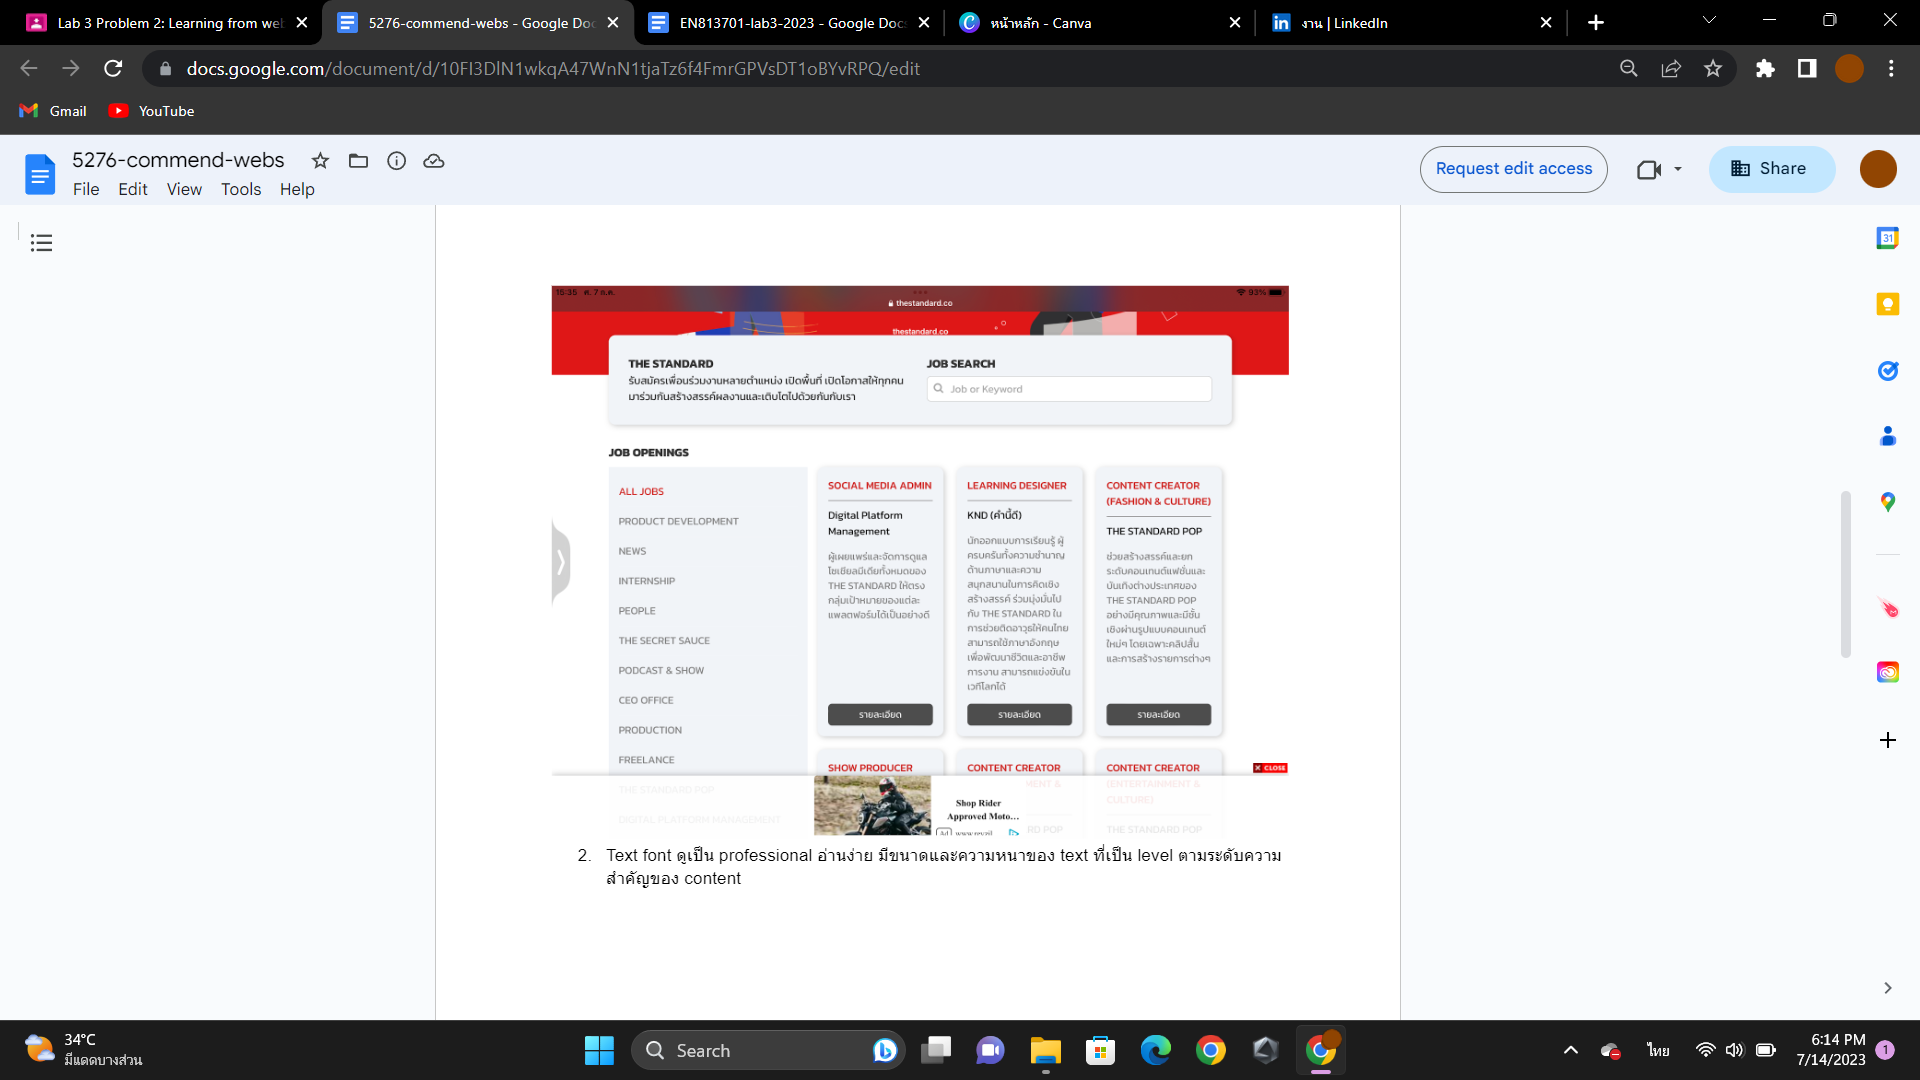 Lab 3 Problem 2: Learning from web
5276-commend-webs - Google Doc
EN813701-lab3-2023 - Google Docs
หน้าหลัก - Canva
งาน | LinkedIn
docs.google.com/document/d/10FI3DlN1wkqA47WnN1tjaTz6f4FmrGPVsDT1oBYvRPQ/edit
Gmail
YouTube
5276-commend-webs
File Edit View Tools Help
Request edit access
Share
15:35 ศ. 7 ก.ค.
thestandard.co
93%
thestandard.co
THE STANDARD
รับสมัครเพื่อนร่วมงานหลายตำแหน่ง เปิดพื้นที่ เปิดโอกาสให้ทุกคน
มาร่วมกันสร้างสรรค์ผลงานและเติบโตไปด้วยกันกับเรา
JOB SEARCH
Job or Keyword
JOB OPENINGS
ALL JOBS
PRODUCT DEVELOPMENT
NEWS
INTERNSHIP
PEOPLE
THE SECRET SAUCE
PODCAST & SHOW
CEO OFFICE
PRODUCTION
FREELANCE
THE STANDARD POP
DIGITAL PLATFORM MANAGEMENT
SOCIAL MEDIA ADMIN
Digital Platform
Management
ผู้เผยแพร่และจัดการดูแล
โซเชียลมีเดียทั้งหมดของ
THE STANDARD ให้ตรง
กลุ่มเป้าหมายของแต่ละ
แพลตฟอร์มได้เป็นอย่างดี
รายละเอียด
LEARNING DESIGNER
KND (คำนี้ดี)
นักออกแบบการเรียนรู้ ผู้
ครบครันทั้งความชำนาญ
ด้านภาษาและความ
สนุกสนานในการคิดเชิง
สร้างสรรค์ ร่วมมุ่งมั่นไป
กับ THE STANDARD ใน
การช่วยติดอาวุธให้คนไทย
สามารถใช้ภาษาอังกฤษ
เพื่อพัฒนาชีวิตและอาชีพ
การงาน สามารถแข่งขันใน
เวทีโลกได้
รายละเอียด
CONTENT CREATOR
(FASHION & CULTURE)
THE STANDARD POP
ช่วยสร้างสรรค์และยก
ระดับคอนเทนต์แฟชั่นและ
บันเทิงต่างประเทศของ
THE STANDARD POP
อย่างมีคุณภาพและมีชั้น
เชิงผ่านรูปแบบคอนเทนต์
ใหม่ๆ โดยเฉพาะคลิปสั้น
และการสร้างรายการต่างๆ
รายละเอียด
SHOW PRODUCER
CONTENT CREATOR
MENT &
RD POP
CONTENT CREATOR
(ENTERTAINMENT &
CULTURE)
THE STANDARD POP
CLOSE
Shop Rider
Approved Moto...
Ad
2. Text font ดูเป็น professional อ่านง่าย มีขนาดและความหนาของ text ที่เป็น level ตามระดับความ
สำคัญของ content
34°C
มีแดดบางส่วน
Search
ไทย
6:14 PM
7/14/2023
1